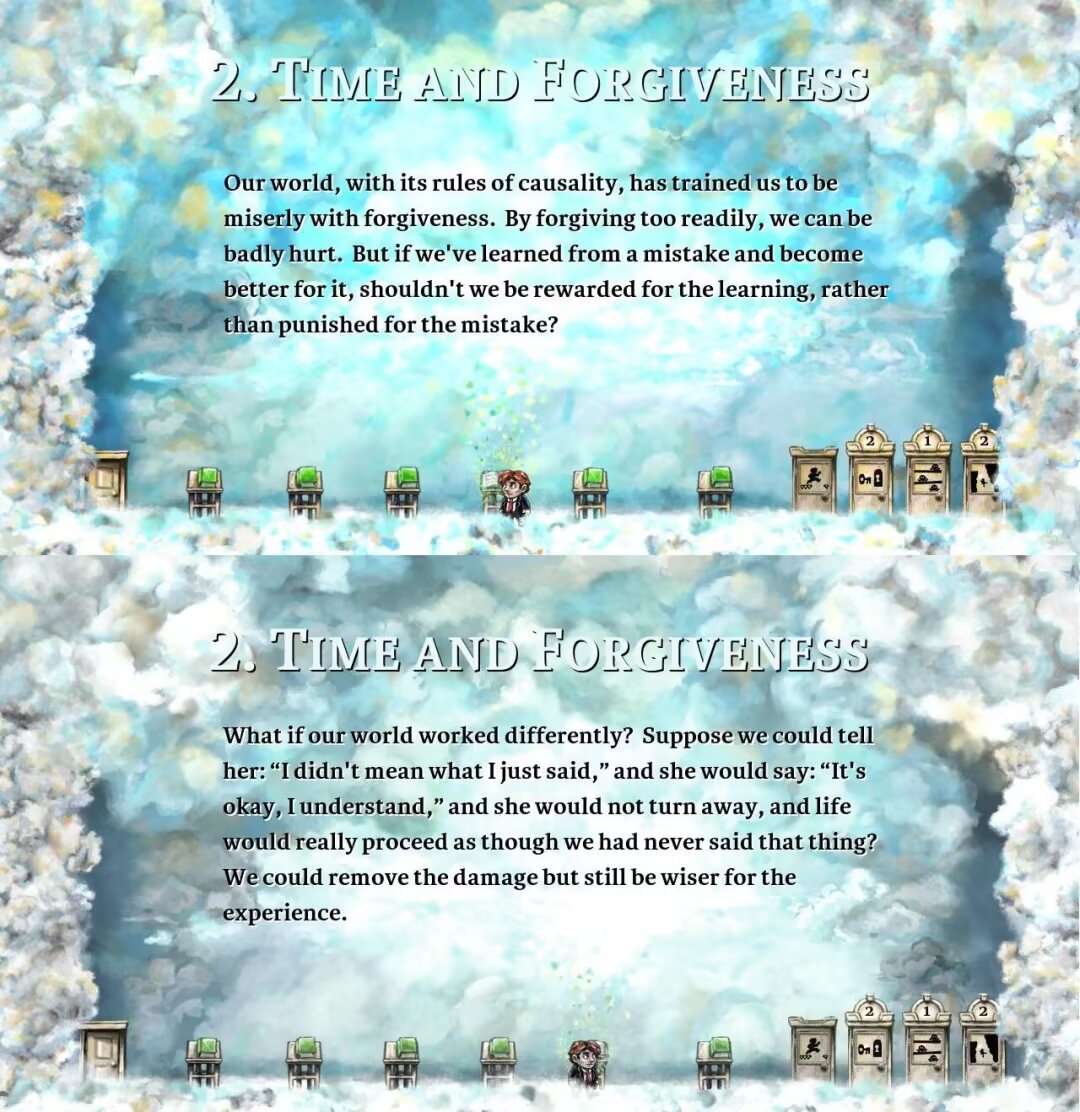 2. Time and Forgiveness
Our world, with its rules of causality, has trained us to be
miserly with forgiveness.  By forgiving too readily, we can be
badly hurt.  But if we've learned from a mistake and become
better for it, shouldn't we be rewarded for the learning, rather
than punished for the mistake?
2 1 2
2. Time and Forgiveness
What if our world worked differently?  Suppose we could tell
her: “I didn't mean what I just said,” and she would say: “It's
okay, I understand,” and she would not turn away, and life
would really proceed as though we had never said that thing?
We could remove the damage but still be wiser for the
experience.
2 1 2